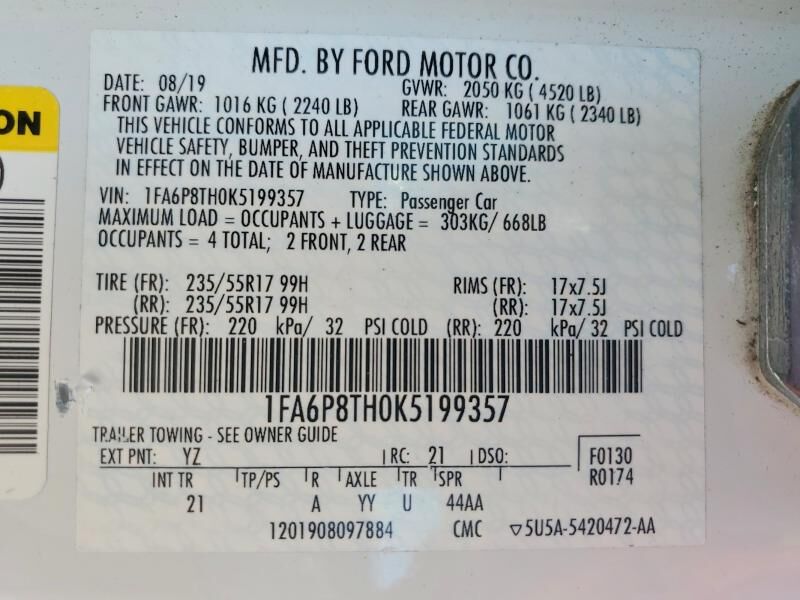 MFD. BY FORD MOTOR CO.
DATE: 08/19 GVWR: 2050 KG ( 4520 LB)
FRONT GAWR: 1016 KG ( 2240 LB) REAR GAWR: 1061 KG ( 2340 LB)
THIS VEHICLE CONFORMS TO ALL APPLICABLE FEDERAL MOTOR
VEHICLE SAFETY, BUMPER, AND THEFT PREVENTION STANDARDS
IN EFFECT ON THE DATE OF MANUFACTURE SHOWN ABOVE.
VIN: 1FA6P8TH0K5199357 TYPE: Passenger Car
MAXIMUM LOAD = OCCUPANTS + LUGGAGE = 303KG/ 668LB
OCCUPANTS = 4 TOTAL; 2 FRONT, 2 REAR
TIRE (FR): 235/55R17 99H RIMS (FR): 17x7.5J
(RR): 235/55R17 99H (RR): 17x7.5J
PRESSURE (FR): 220 kPa/ 32 PSI COLD (RR): 220 kPa/ 32 PSI COLD
1FA6P8TH0K5199357
TRAILER TOWING - SEE OWNER GUIDE
EXT PNT: YZ RC: 21 DSO: F0130
R0174
INT TR TP/PS R AXLE TR SPR
21 A YY U 44AA
1201908097884 CMC ▽5U5A-5420472-AA
ON